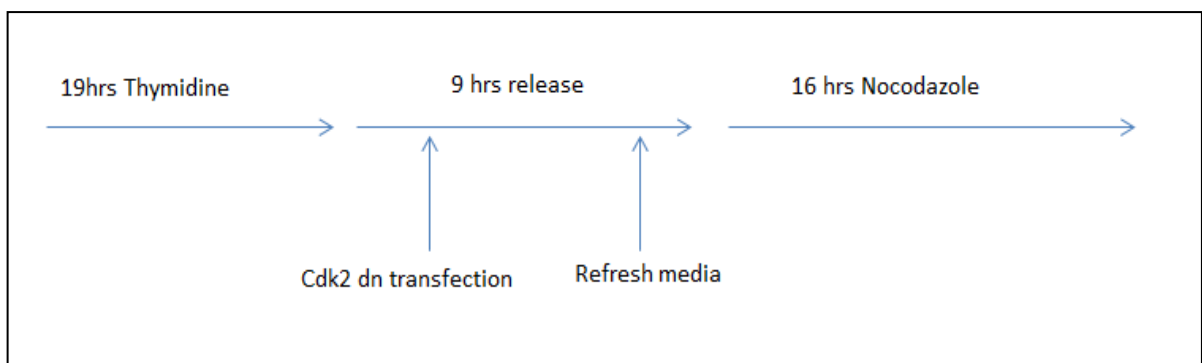 19hrs Thymidine
9 hrs release
16 hrs Nocodazole
Cdk2 dn transfection
Refresh media